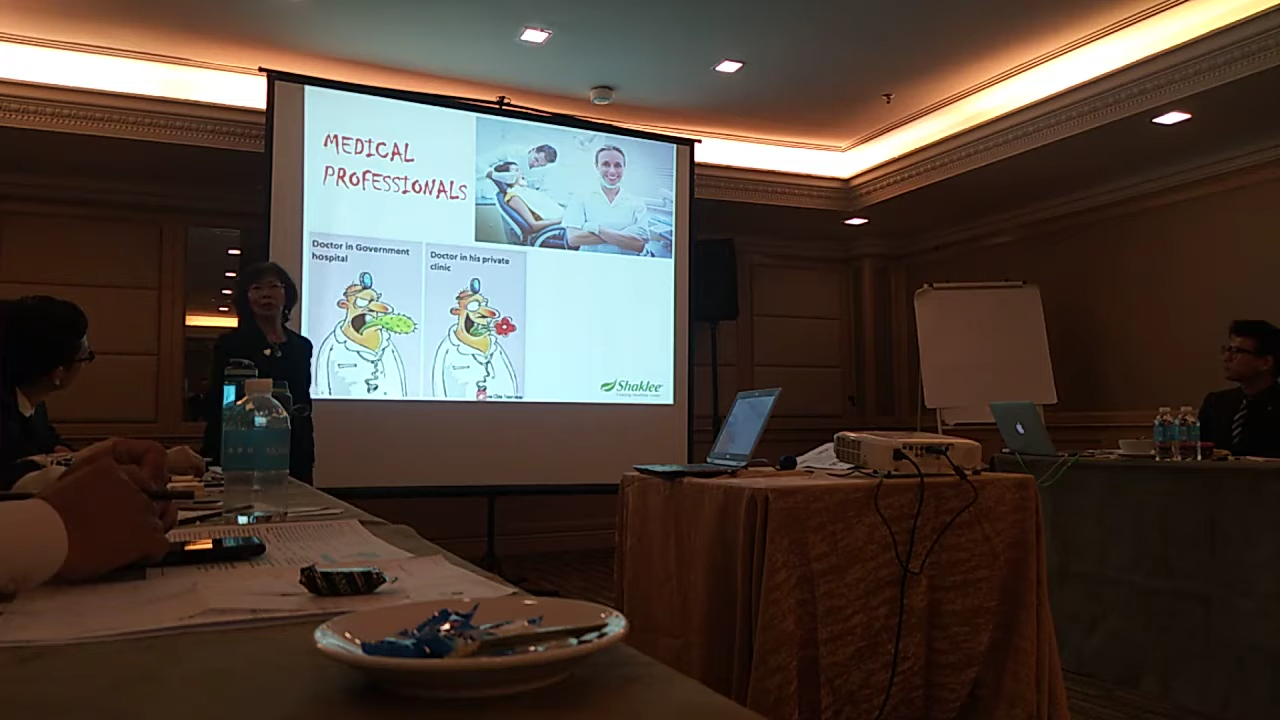 MEDICAL
PROFESSIONALS
Doctor in Government
hospital
Doctor in his private
clinic
Shaklee